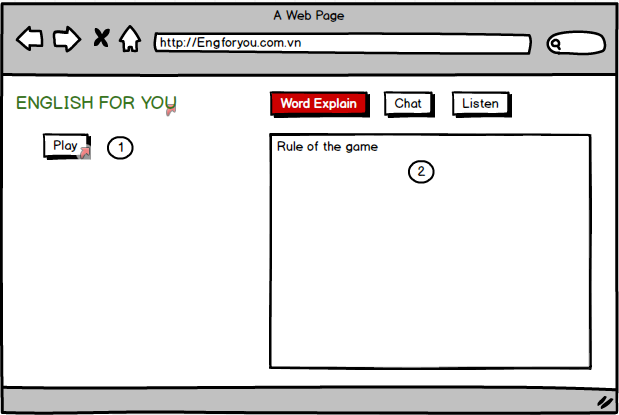 A Web Page
http://Engforyou.com.vn
ENGLISH FOR YOU
Word Explain
Chat
Listen
Play
1
Rule of the game
2